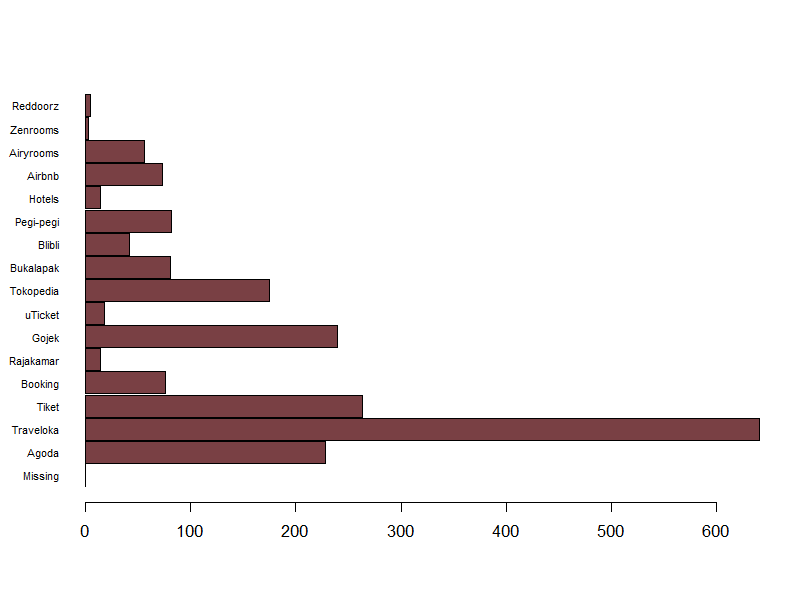 Reddoorz
Zenrooms
Airyrooms
Airbnb
Hotels
Pegi-pegi
Blibli
Bukalapak
Tokopedia
uTicket
Gojek
Rajakamar
Booking
Tiket
Traveloka
Agoda
Missing
0 100 200 300 400 500 600